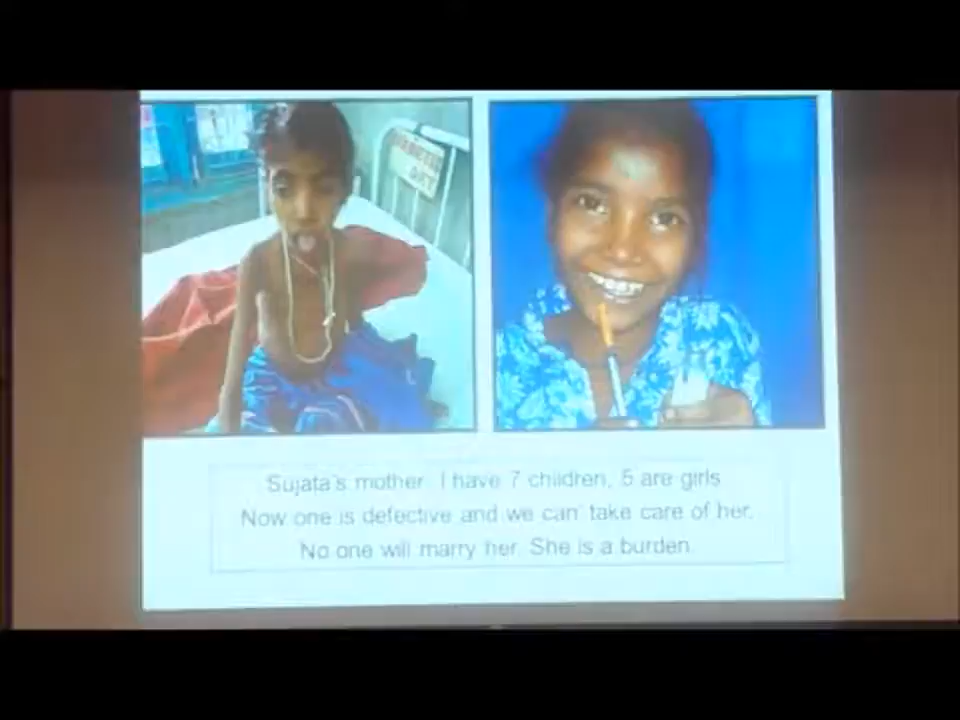 DIABETIC
Sujata's mother. I have 7 children, 5 are girls
Now one is defective and we can' take care of her.
No one will marry her. She is a burden.